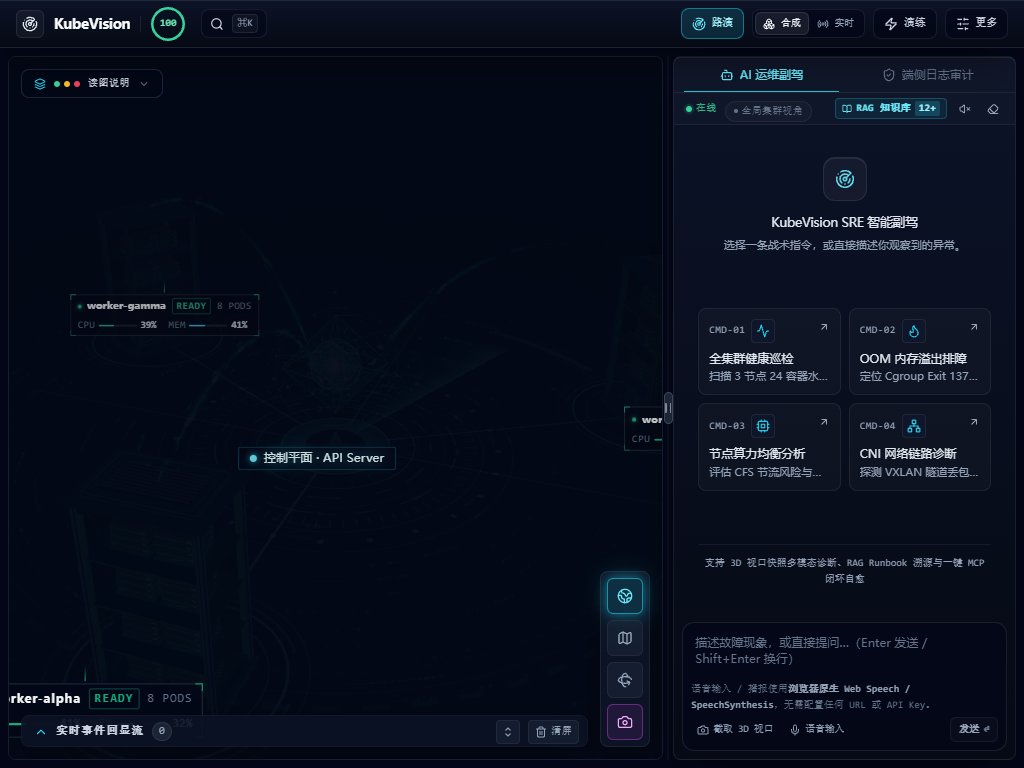 KubeVision
100
⌘K
路演
合成
实时
演练
更多
读图说明
worker-gamma READY 8 PODS
CPU 39% MEM 41%
CPU
控制平面 · API Server
rker-alpha READY 8 PODS
32%
实时事件回显流 0
清屏
AI 运维副驾
端侧日志审计
在线
全局集群视角
RAG 知识库 12+
KubeVision SRE 智能副驾
选择一条战术指令，或直接描述你观察到的异常。
CMD-01
全集群健康巡检
扫描 3 节点 24 容器水...
CMD-02
OOM 内存溢出排障
定位 Cgroup Exit 137...
CMD-03
节点算力均衡分析
评估 CFS 节流风险与...
CMD-04
CNI 网络链路诊断
探测 VXLAN 隧道丢包...
支持 3D 视口快照多模态诊断、RAG Runbook 溯源与一键 MCP
闭环自愈
描述故障现象，或直接提问...（Enter 发送 /
Shift+Enter 换行）
语音输入 / 播报使用浏览器原生 Web Speech /
SpeechSynthesis，无需配置任何 URL 或 API Key。
截取 3D 视口
语音输入
发送